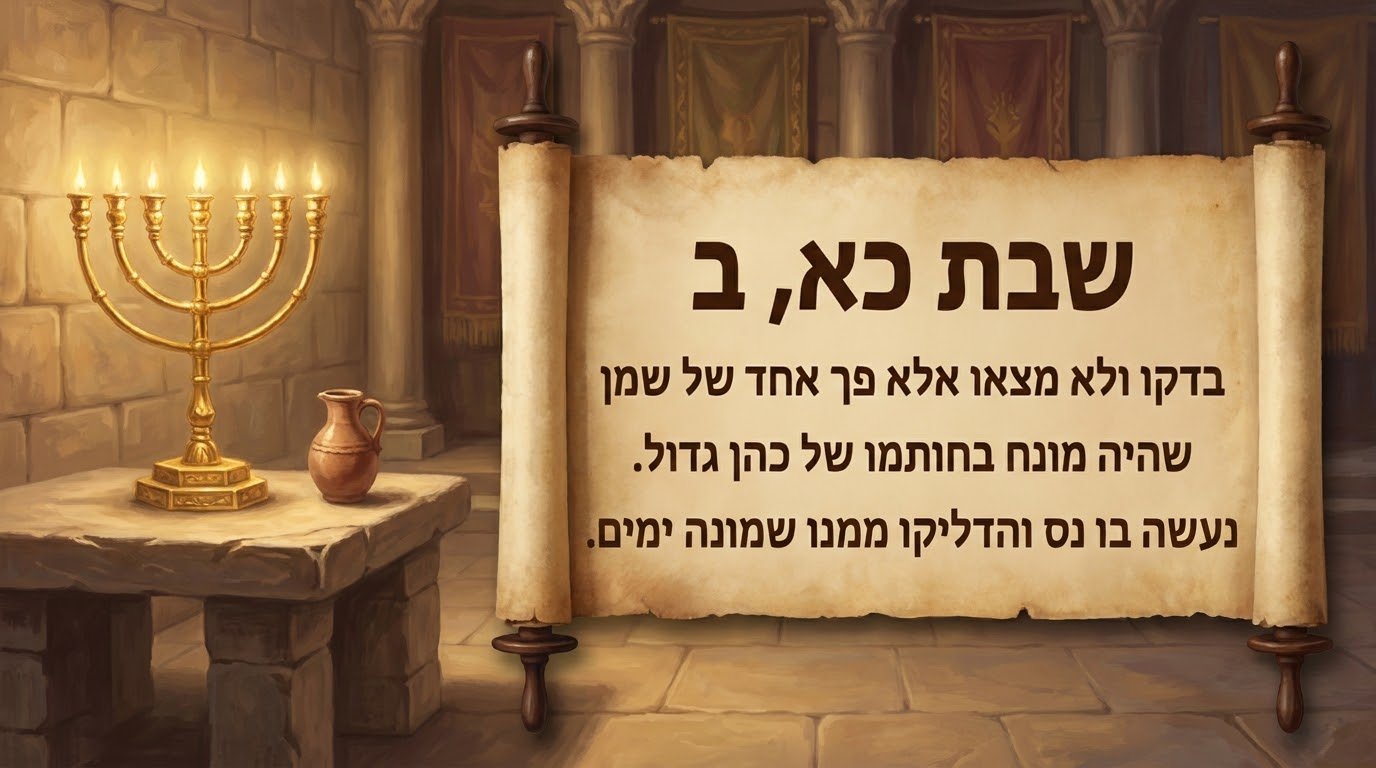 שבת כא, ב
בדקו ולא מצאו אלא פך אחד של שמן
שהיה מונח בחותמו של כהן גדול.
נעשה בו נס והדליקו ממנו שמונה ימים.